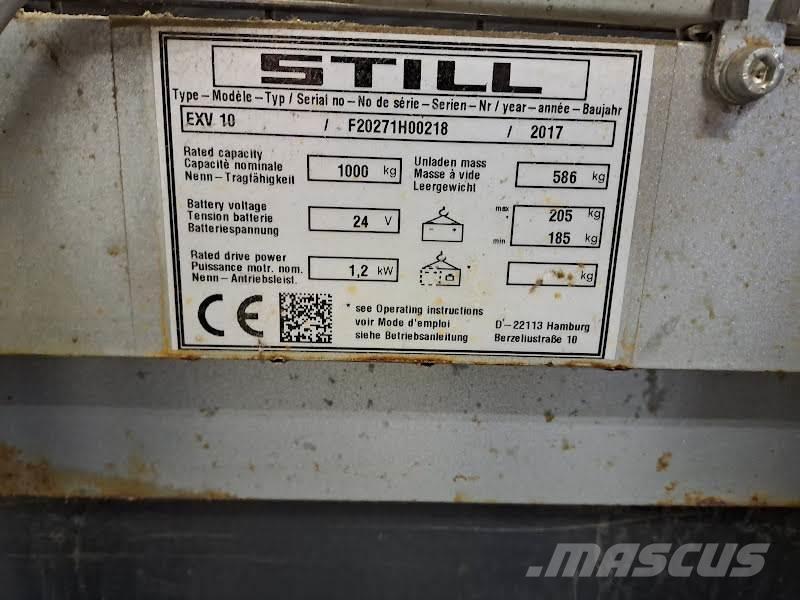 STILL
Type – Modèle – Typ / Serial no – No de série – Serien – Nr / year – année – Baujahr
EXV 10 / F20271H00218 / 2017
Rated capacity
Capacité nominale
Nenn – Tragfähigkeit
1000 kg
Unladen mass
Masse à vide
Leergewicht
586 kg
Battery voltage
Tension batterie
Batteriespannung
24 V
max * 205 kg
min 185 kg
Rated drive power
Puissance motr. nom.
Nenn – Antriebsleist.
1,2 kW
* kg
CE
* see Operating instructions
voir Mode d'emploi
siehe Betriebsanleitung
D – 22113 Hamburg
Berzeliustraße 10
MASCUS